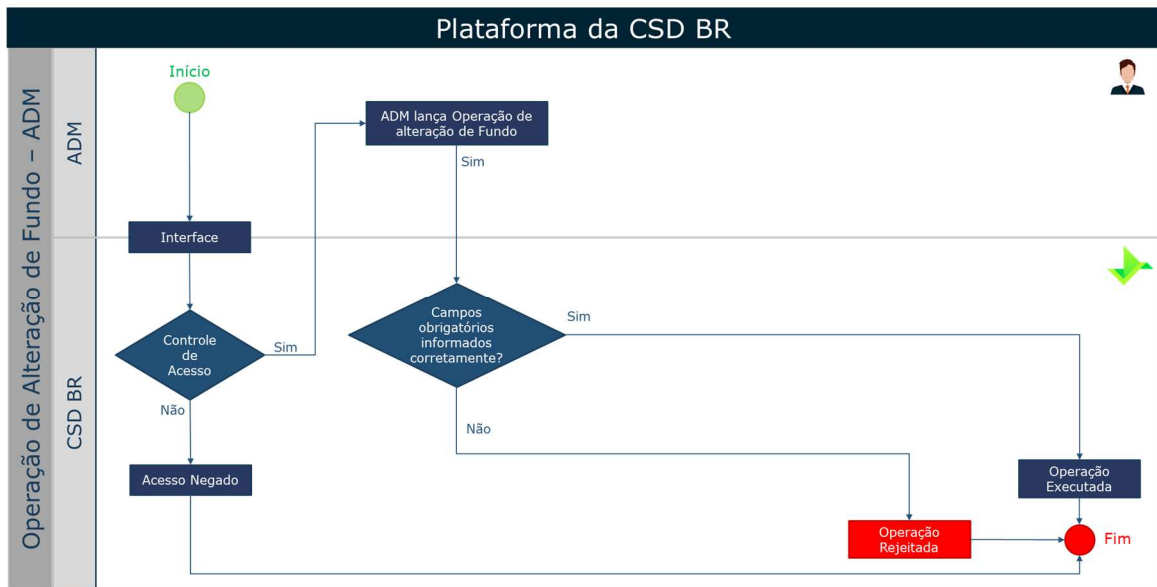 Plataforma da CSD BR
Operação de Alteração de Fundo – ADM
ADM
Início
ADM lança Operação de
alteração de Fundo
Sim
Interface
CSD BR
Controle
de
Acesso
Sim
Não
Campos
obrigatórios
informados
corretamente?
Sim
Não
Acesso Negado
Operação
Executada
Operação
Rejeitada
Fim